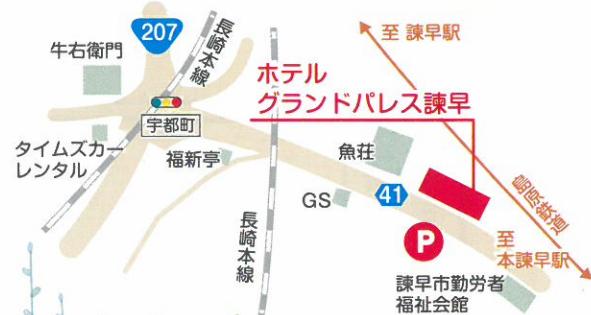 207
長崎本線
至 諫早駅
牛右衛門
ホテル
グランドパレス諫早
宇都町
タイムズカー
レンタル
福新亭
魚荘
GS
41
島原鉄道
長崎本線
P
至
本諫早駅
諫早市勤労者
福祉会館